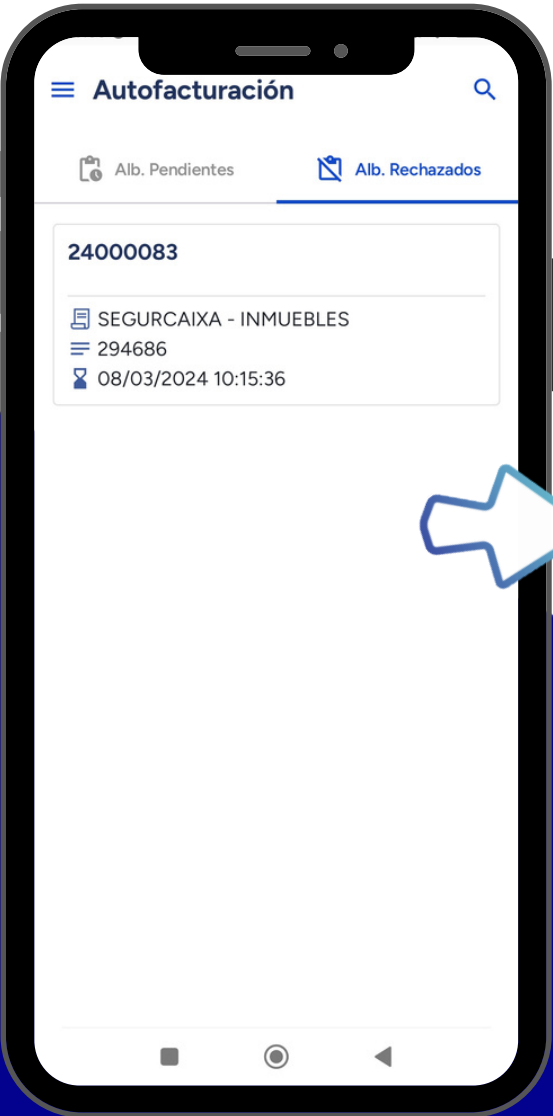 Autofacturación
Alb. Pendientes
Alb. Rechazados
24000083
SEGURCAIXA - INMUEBLES
294686
08/03/2024 10:15:36